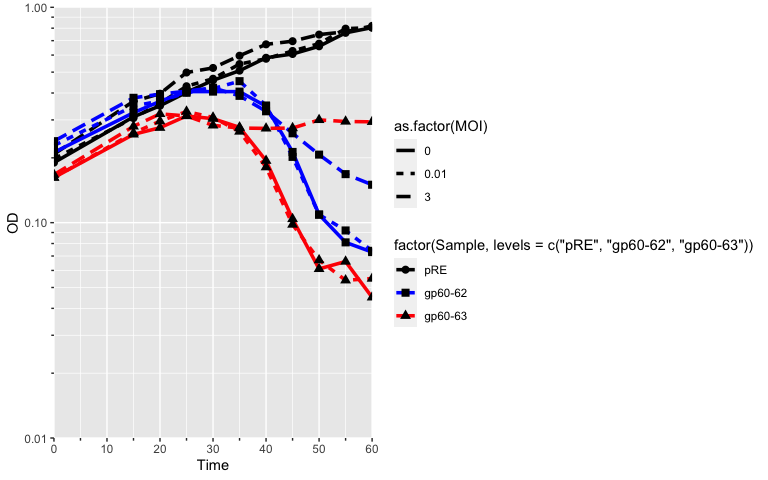 1.00
0.10
0.01
OD
0
10
20
30
40
50
60
Time
as.factor(MOI)
0
0.01
3
factor(Sample, levels = c("pRE", "gp60-62", "gp60-63"))
pRE
gp60-62
gp60-63